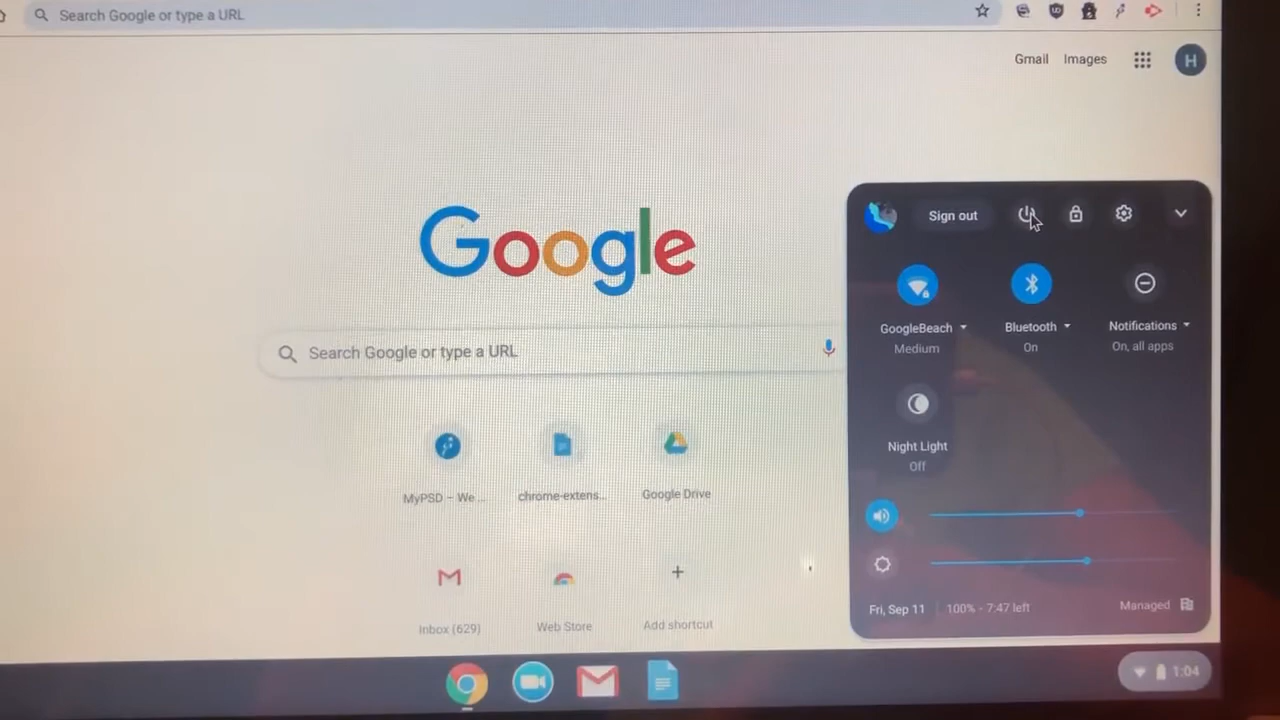 Search Google or type a URL
Gmail Images
H
Google
Search Google or type a URL
MyPSD – We...
chrome-extens...
Google Drive
Inbox (629)
Web Store
Add shortcut
Sign out
GoogleBeach
Medium
Bluetooth
On
Notifications
On, all apps
Night Light
Off
Fri, Sep 11 100% - 7:47 left
Managed
1:04